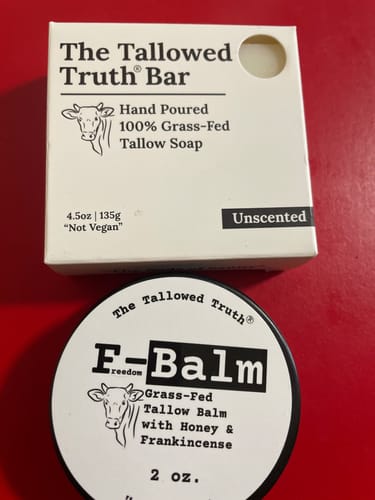 The Tallowed
Truth® Bar
Hand Poured
100% Grass-Fed
Tallow Soap
4.5oz | 135g
"Not Vegan"
Unscented
The Tallowed Truth®
Freedom-Balm
Grass-Fed
Tallow Balm
with Honey &
Frankincense
2 oz.